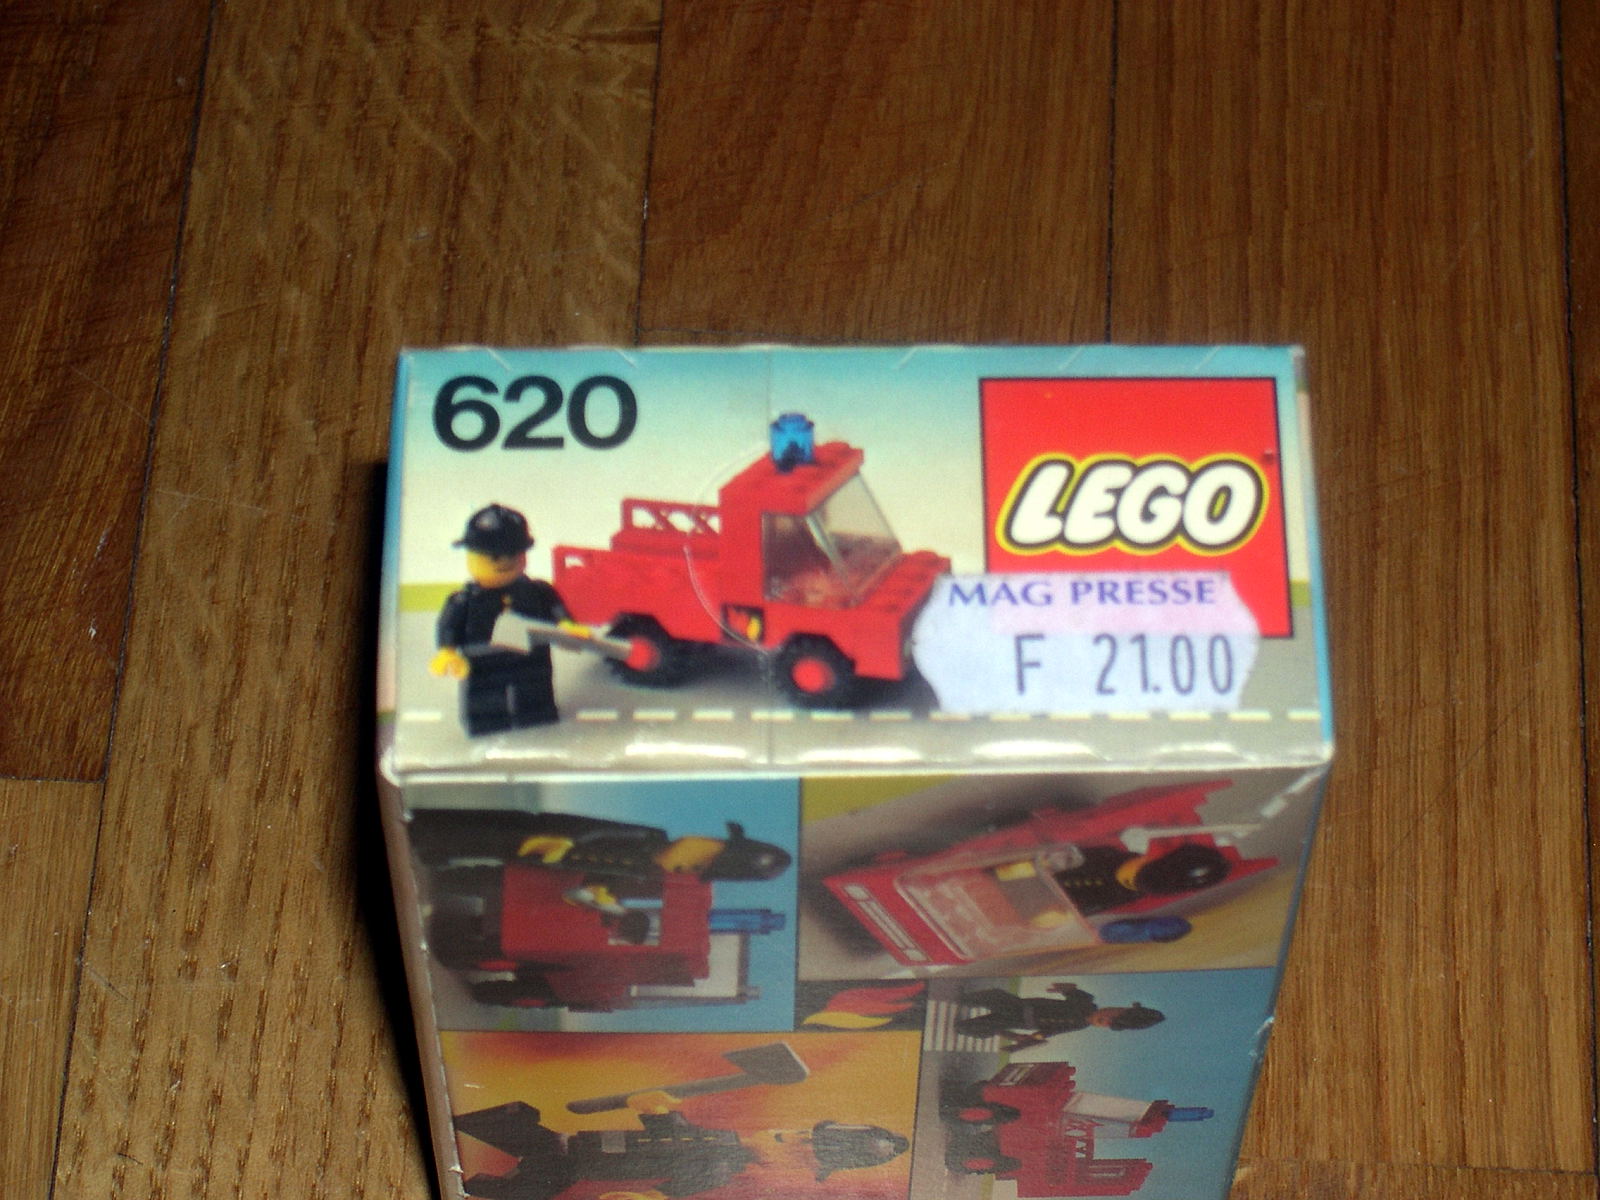 620
LEGO
MAG PRESSE
F 21.00